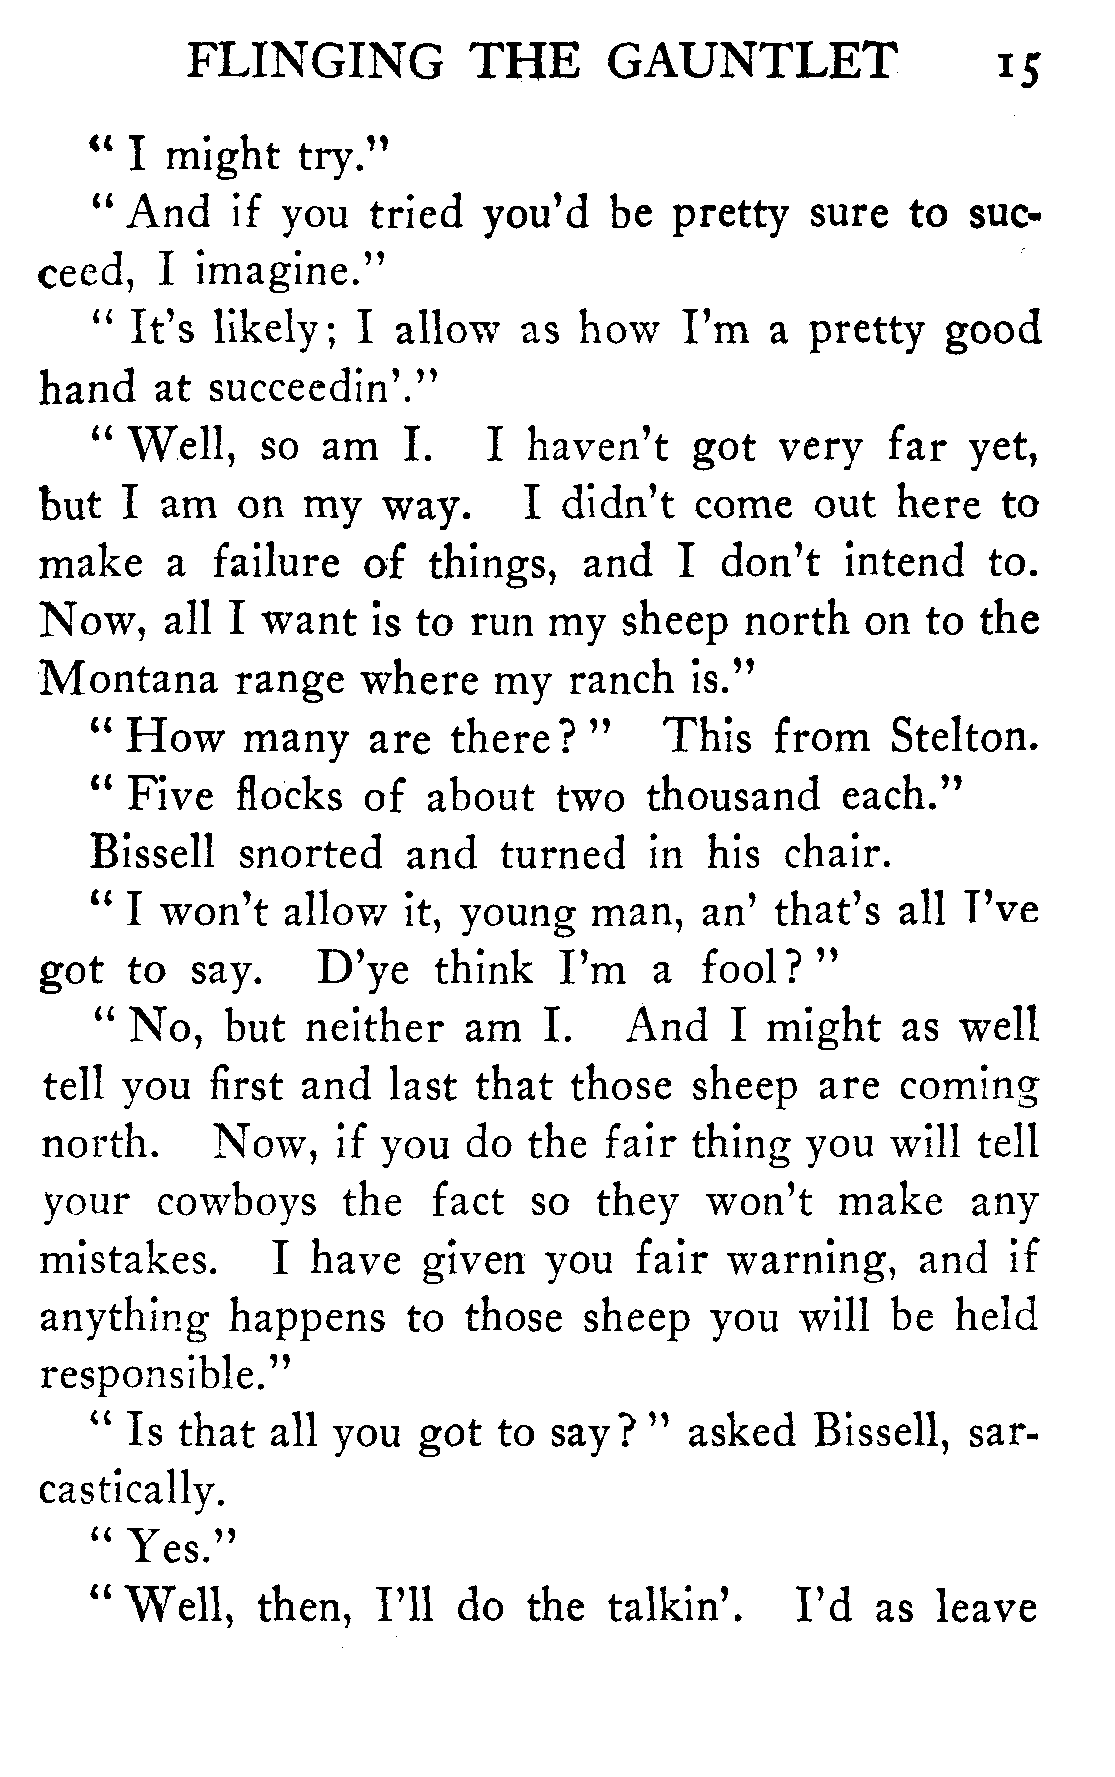 FLINGING THE GAUNTLET 15
" I might try."
" And if you tried you'd be pretty sure to suc-
ceed, I imagine."
" It's likely; I allow as how I'm a pretty good
hand at succeedin'."
" Well, so am I. I haven't got very far yet,
but I am on my way. I didn't come out here to
make a failure of things, and I don't intend to.
Now, all I want is to run my sheep north on to the
Montana range where my ranch is."
" How many are there? " This from Stelton.
" Five flocks of about two thousand each."
Bissell snorted and turned in his chair.
" I won't allow it, young man, an' that's all I've
got to say. D'ye think I'm a fool? "
" No, but neither am I. And I might as well
tell you first and last that those sheep are coming
north. Now, if you do the fair thing you will tell
your cowboys the fact so they won't make any
mistakes. I have given you fair warning, and if
anything happens to those sheep you will be held
responsible."
" Is that all you got to say? " asked Bissell, sar-
castically.
" Yes."
" Well, then, I'll do the talkin'. I'd as leave